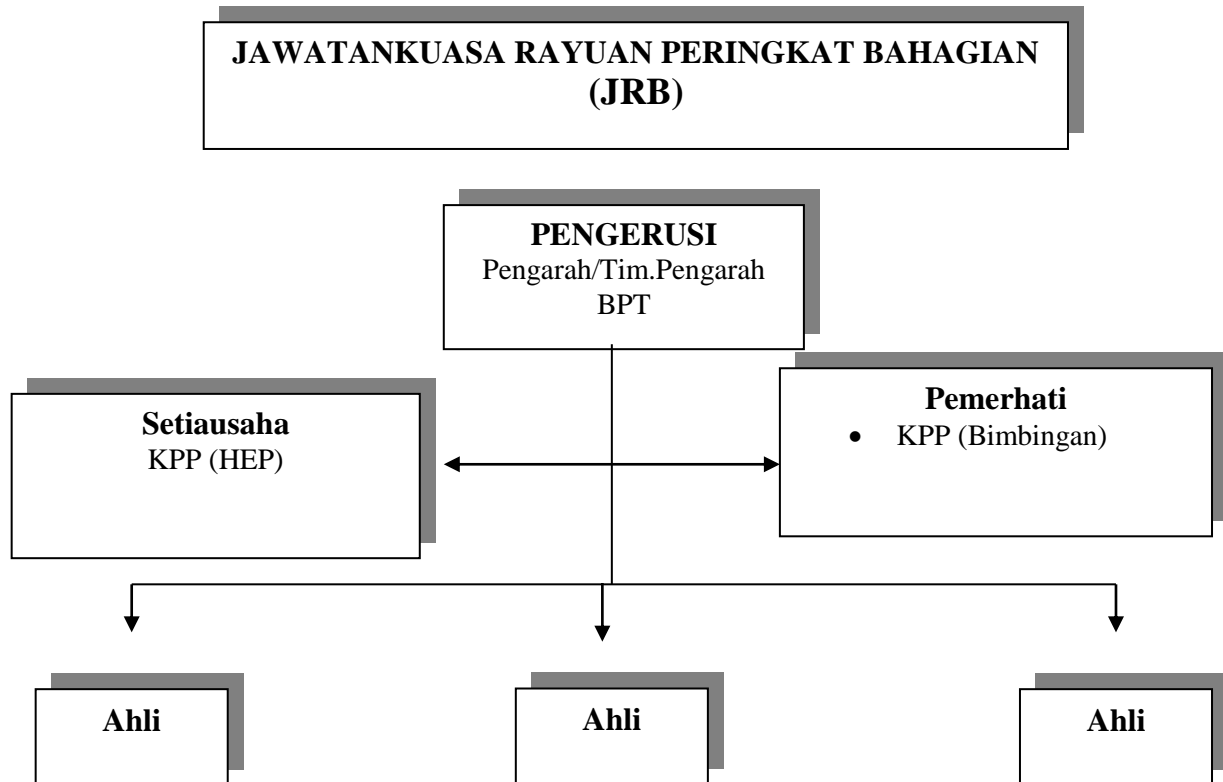 JAWATANKUASA RAYUAN PERINGKAT BAHAGIAN
(JRB)
PENGERUSI
Pengarah/Tim.Pengarah
BPT
Setiausaha
KPP (HEP)
Pemerhati
• KPP (Bimbingan)
Ahli
Ahli
Ahli